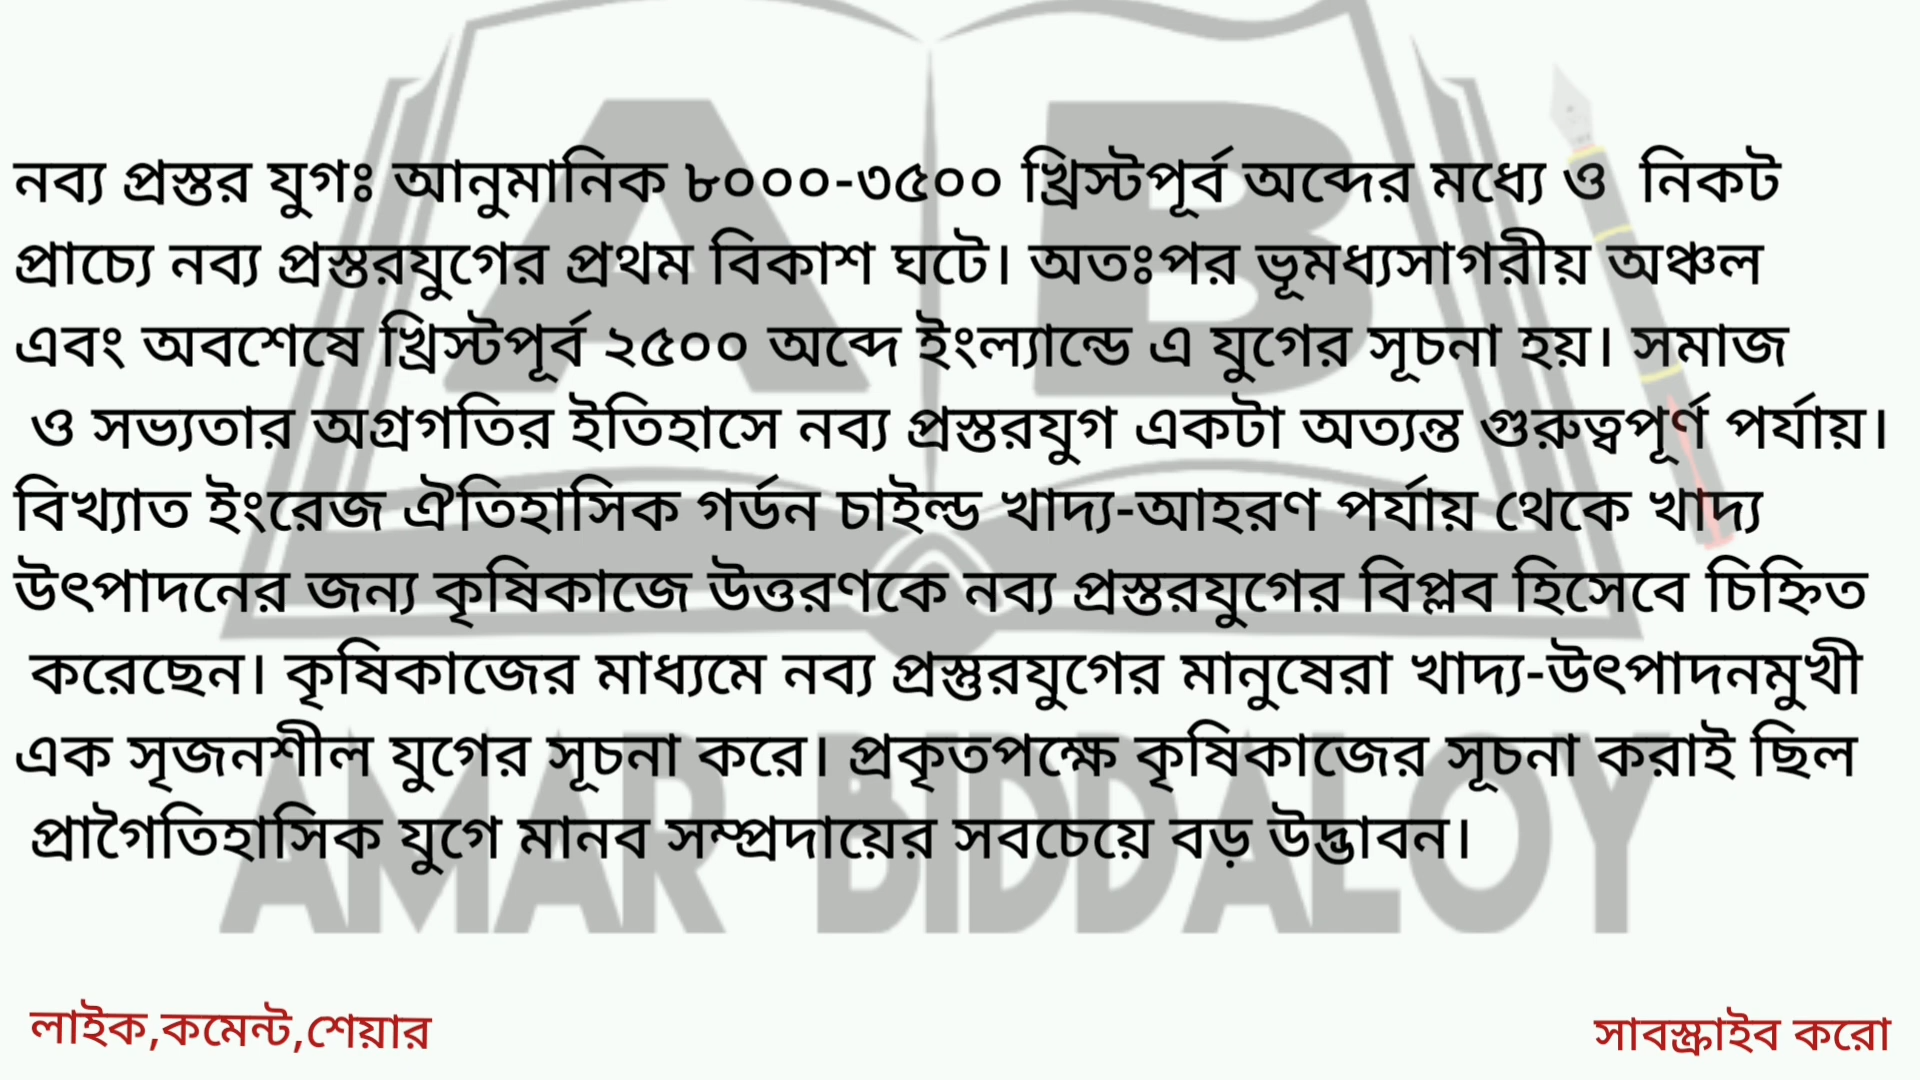 নব্য প্রস্তর যুগঃ আনুমানিক ৮০০০-৩৫০০ খ্রিস্টপূর্ব অব্দের মধ্যে ও নিকট
প্রাচ্যে নব্য প্রস্তরযুগের প্রথম বিকাশ ঘটে। অতঃপর ভূমধ্যসাগরীয় অঞ্চল
এবং অবশেষে খ্রিস্টপূর্ব ২৫০০ অব্দে ইংল্যান্ডে এ যুগের সূচনা হয়। সমাজ
ও সভ্যতার অগ্রগতির ইতিহাসে নব্য প্রস্তরযুগ একটা অত্যন্ত গুরুত্বপূর্ণ পর্যায়।
বিখ্যাত ইংরেজ ঐতিহাসিক গর্ডন চাইল্ড খাদ্য-আহরণ পর্যায় থেকে খাদ্য
উৎপাদনের জন্য কৃষিকাজে উত্তরণকে নব্য প্রস্তরযুগের বিপ্লব হিসেবে চিহ্নিত
করেছেন। কৃষিকাজের মাধ্যমে নব্য প্রস্তুরযুগের মানুষেরা খাদ্য-উৎপাদনমুখী
এক সৃজনশীল যুগের সূচনা করে। প্রকৃতপক্ষে কৃষিকাজের সূচনা করাই ছিল
প্রাগৈতিহাসিক যুগে মানব সম্প্রদায়ের সবচেয়ে বড় উদ্ভাবন।
A B
AMAR BIDDALOY
লাইক,কমেন্ট,শেয়ার
সাবস্ক্রাইব করো